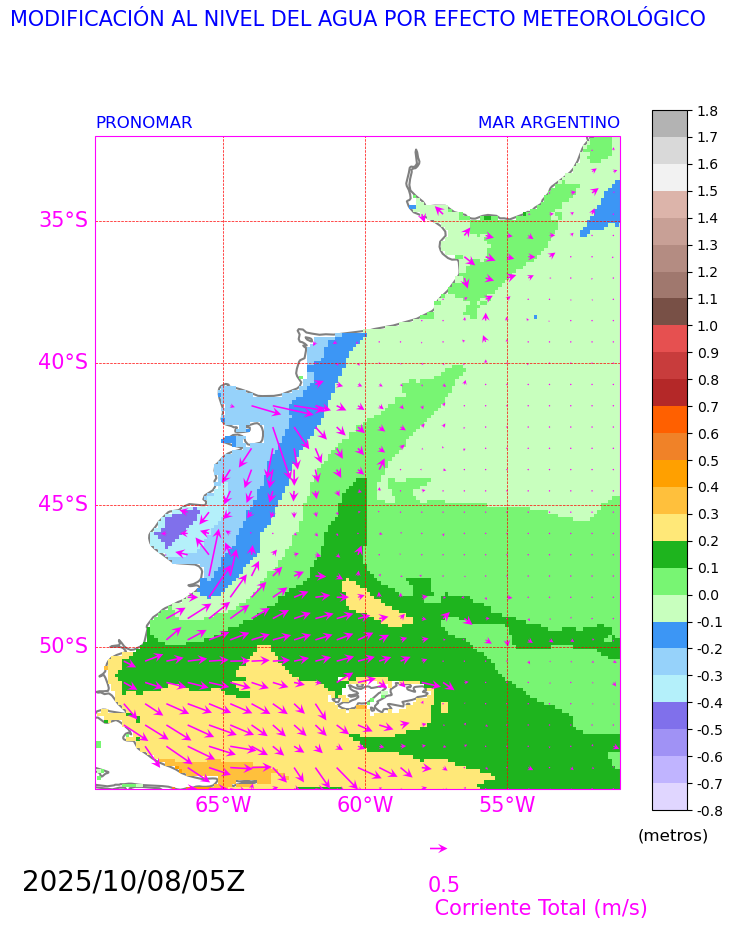 MODIFICACIÓN AL NIVEL DEL AGUA POR EFECTO METEOROLÓGICO
PRONOMAR
MAR ARGENTINO
35°S
40°S
45°S
50°S
65°W
60°W
55°W
1.8
1.7
1.6
1.5
1.4
1.3
1.2
1.1
1.0
0.9
0.8
0.7
0.6
0.5
0.4
0.3
0.2
0.1
0.0
-0.1
-0.2
-0.3
-0.4
-0.5
-0.6
-0.7
-0.8
(metros)
2025/10/08/05Z
0.5
Corriente Total (m/s)